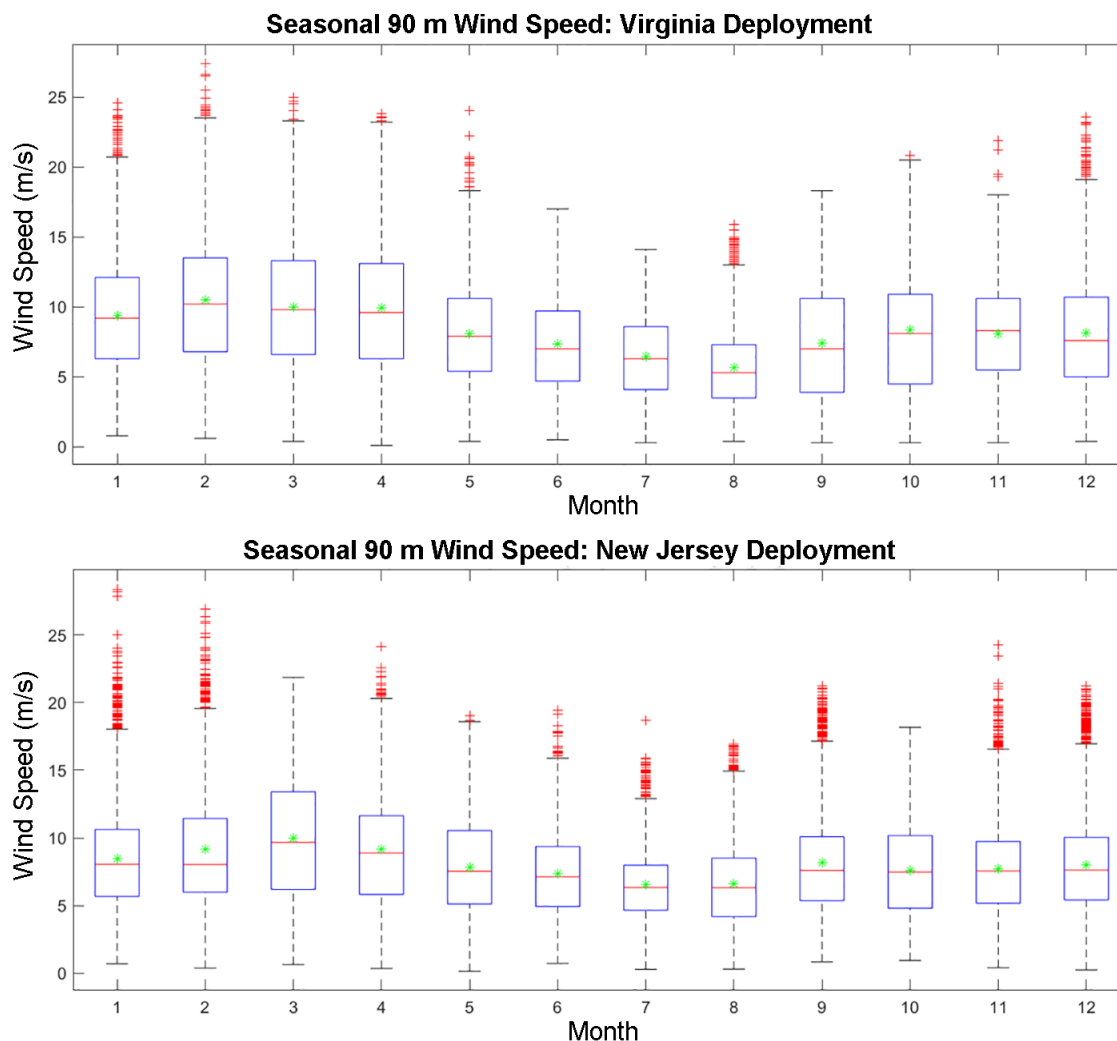 Seasonal 90 m Wind Speed: Virginia Deployment
25
20
15
10
5
0
Wind Speed (m/s)
1 2 3 4 5 6 7 8 9 10 11 12
Month
Seasonal 90 m Wind Speed: New Jersey Deployment
25
20
15
10
5
0
Wind Speed (m/s)
1 2 3 4 5 6 7 8 9 10 11 12
Month